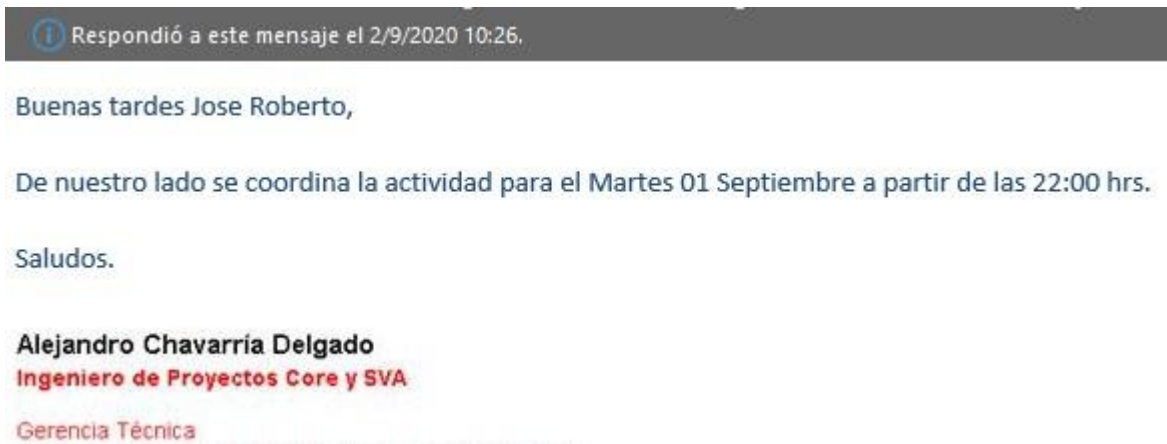 Respondió a este mensaje el 2/9/2020 10:26.
Buenas tardes Jose Roberto,
De nuestro lado se coordina la actividad para el Martes 01 Septiembre a partir de las 22:00 hrs.
Saludos.
Alejandro Chavarría Delgado
Ingeniero de Proyectos Core y SVA
Gerencia Técnica